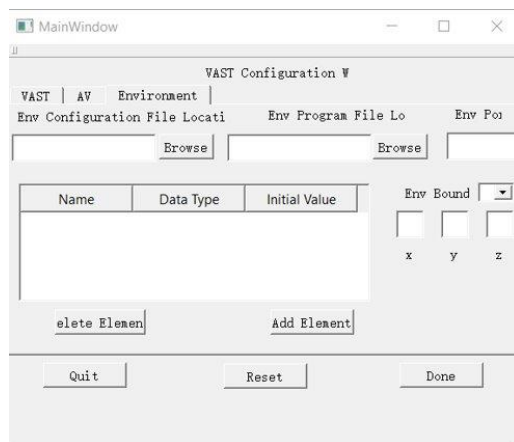 MainWindow
VAST Configuration W
VAST AV Environment
Env Configuration File Locati Env Program File Lo Env Por
Browse Browse
Name Data Type Initial Value Env Bound
x y z
elete Elemen Add Element
Quit Reset Done